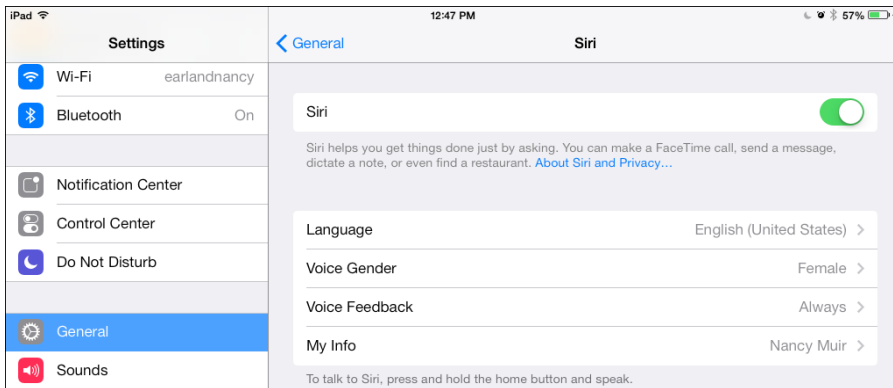 iPad 12:47 PM 57%
Settings
General Siri
Wi-Fi earlandnancy
Bluetooth On
Notification Center
Control Center
Do Not Disturb
General
Sounds
Siri
Siri helps you get things done just by asking. You can make a FaceTime call, send a message,
dictate a note, or even find a restaurant. About Siri and Privacy...
Language English (United States)
Voice Gender Female
Voice Feedback Always
My Info Nancy Muir
To talk to Siri, press and hold the home button and speak.